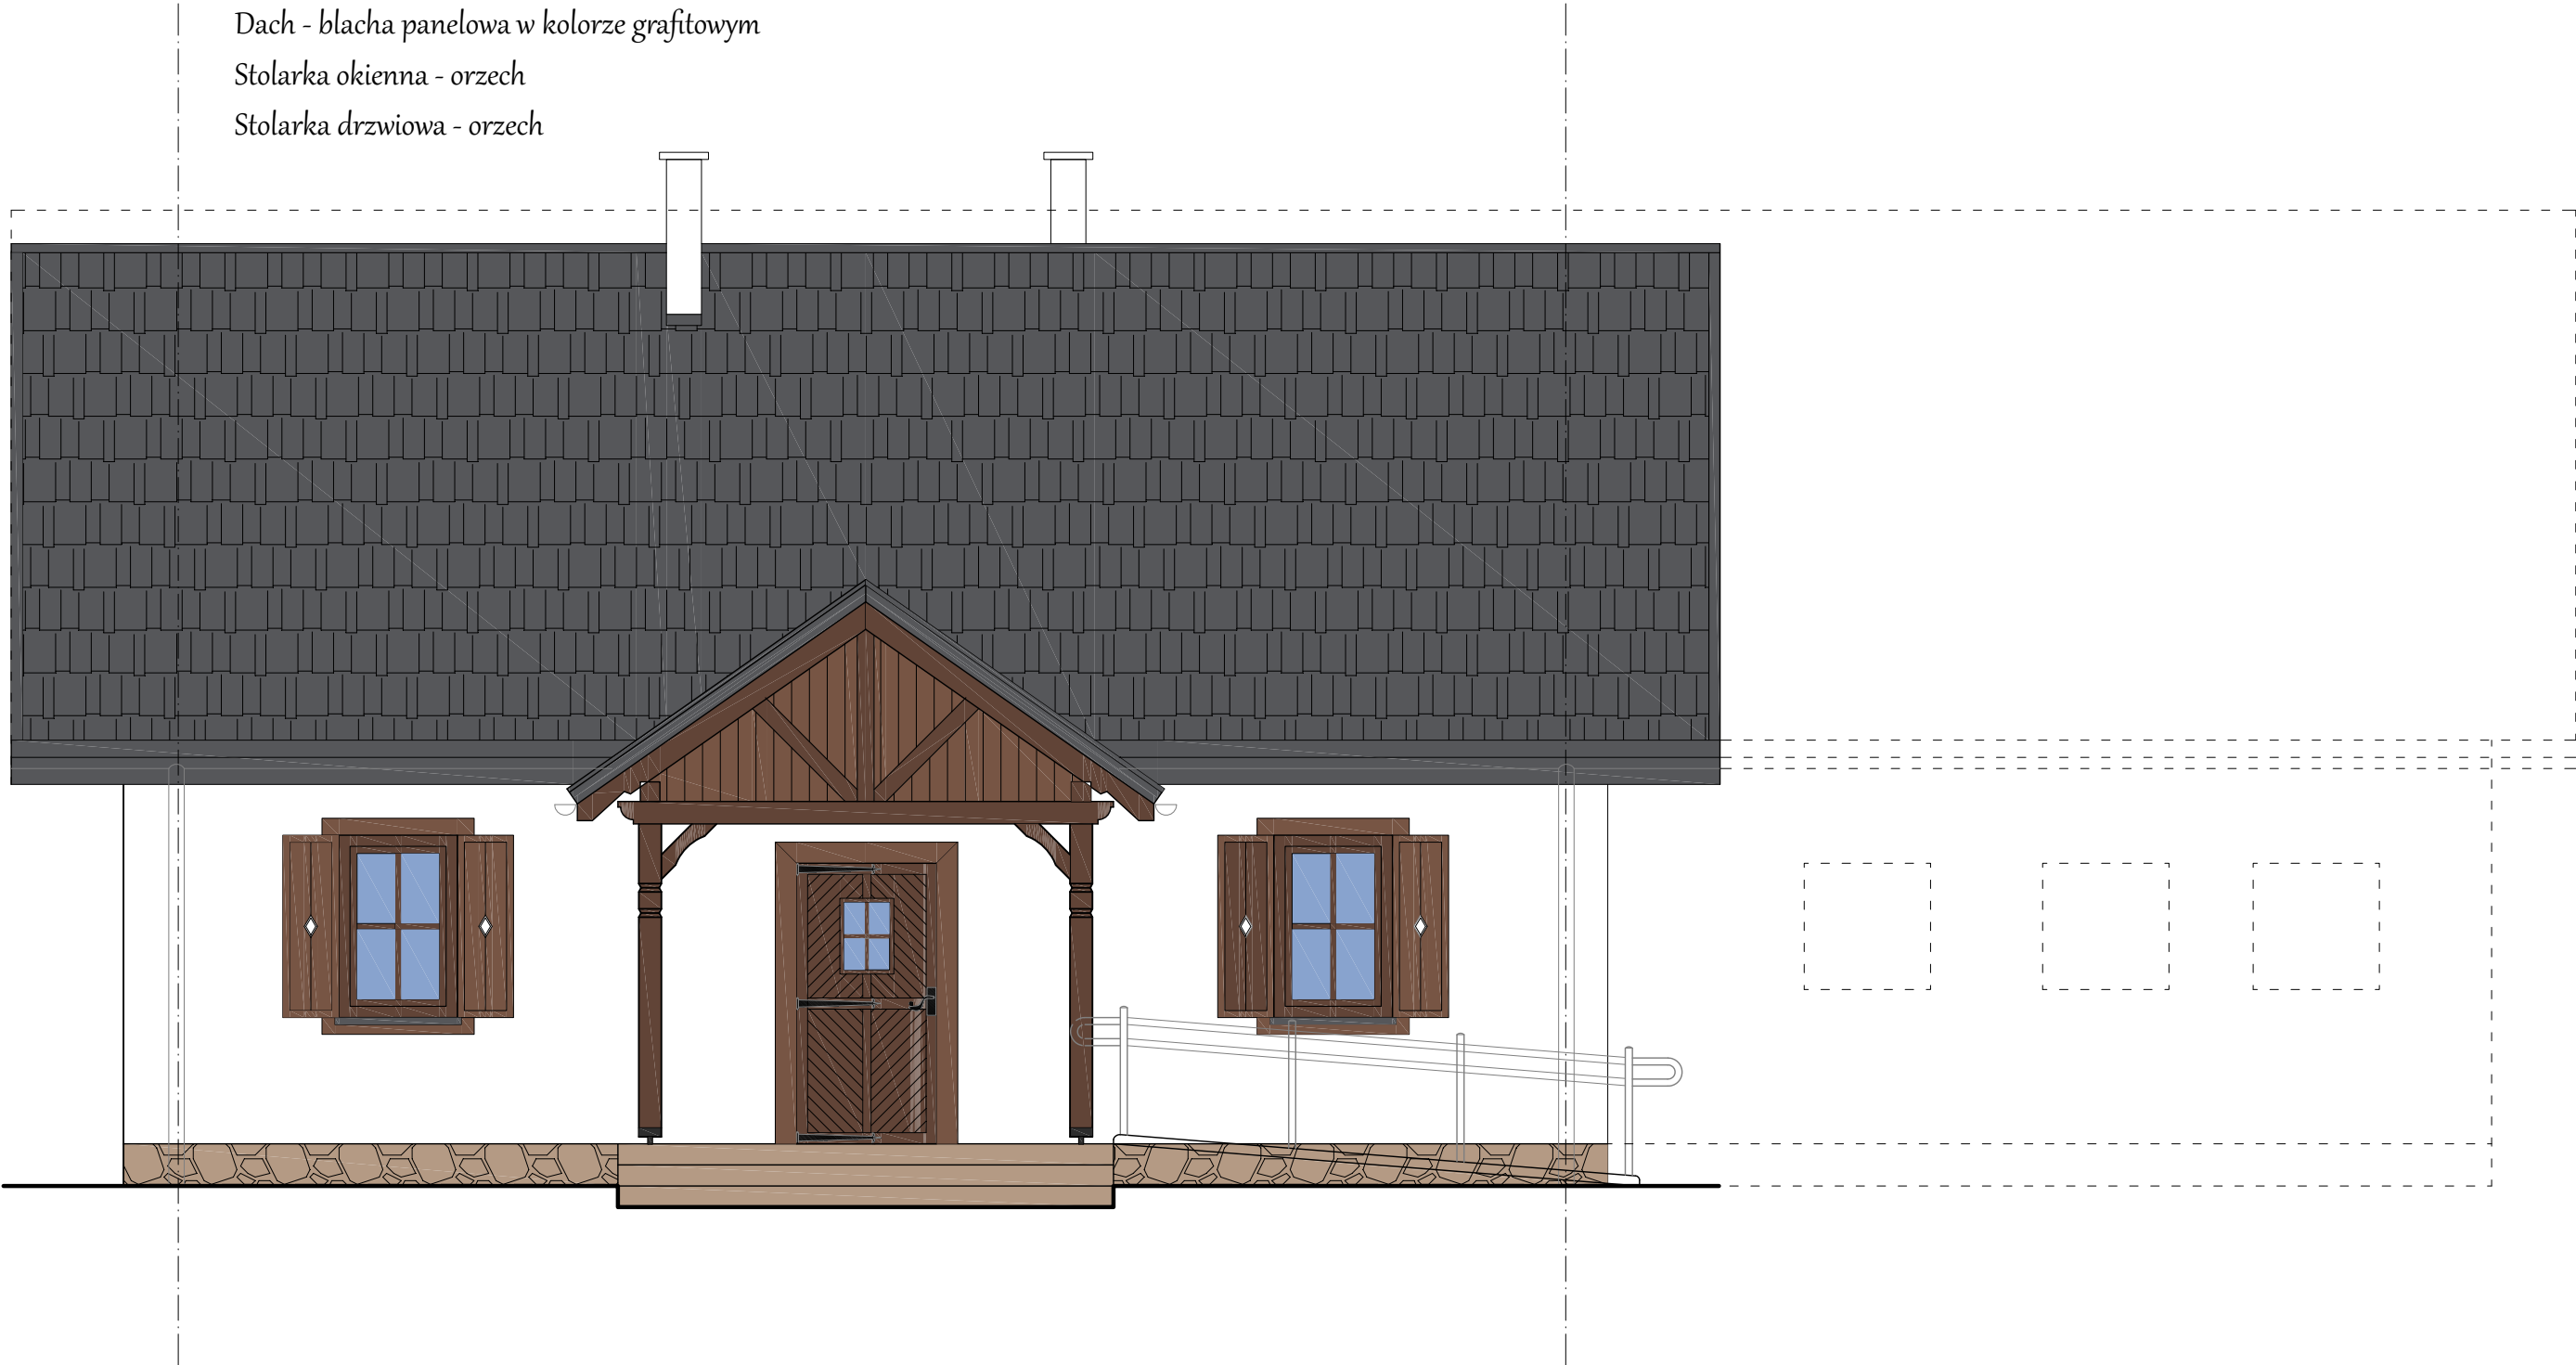 Dach - blacha panelowa w kolorze grafitowym
Stolarka okienna - orzech
Stolarka drzwiowa - orzech